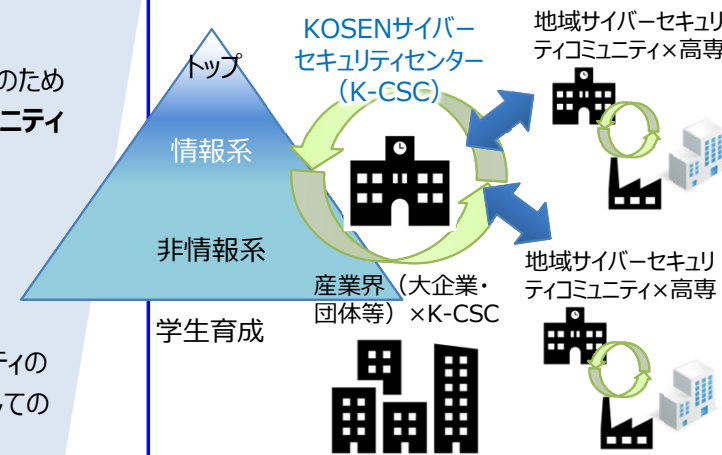 のため
ニティ
ティの
しての
トップ
情報系
非情報系
学生育成
KOSENサイバー
セキュリティセンター
（K-CSC）
産業界（大企業・
団体等）×K-CSC
地域サイバーセキュリ
ティコミュニティ×高専
地域サイバーセキュリ
ティコミュニティ×高専